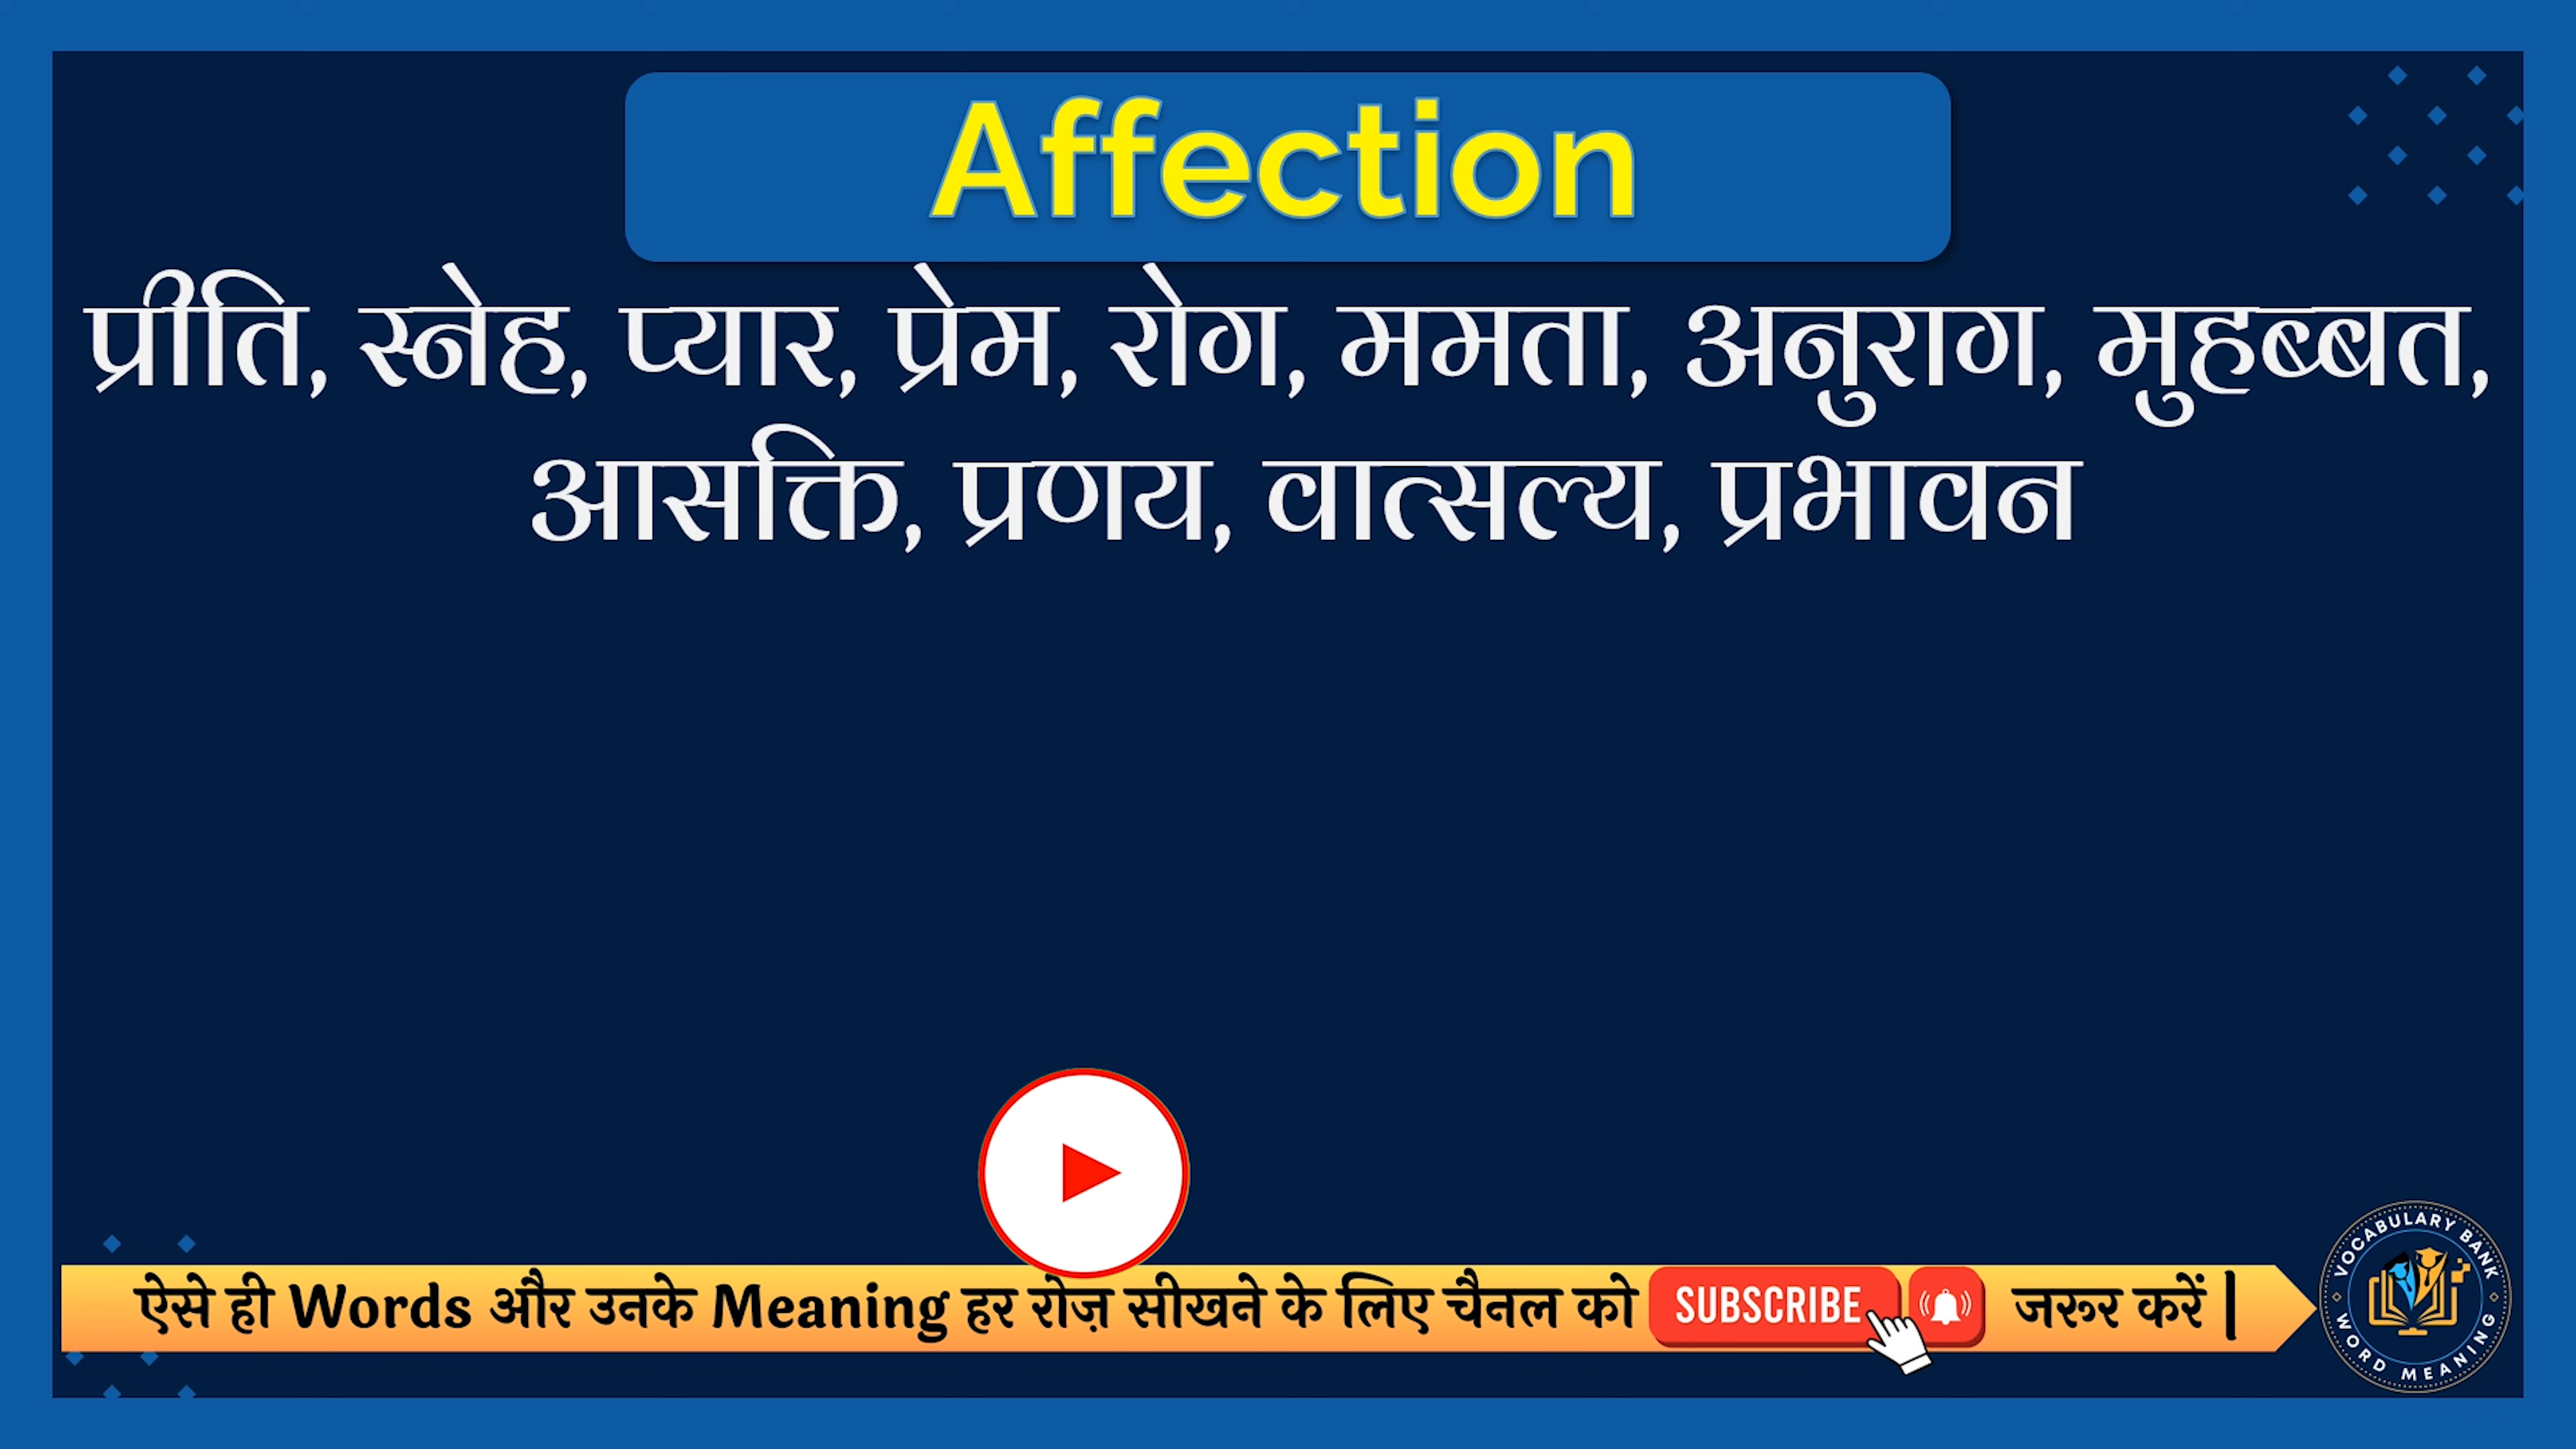 Affection
प्रीति, स्नेह, प्यार, प्रेम, रोग, ममता, अनुराग, मुहब्बत,
आसक्ति, प्रणय, वात्सल्य, प्रभावन
ऐसे ही Words और उनके Meaning हर रोज़ सीखने के लिए चैनल को SUBSCRIBE जरूर करें |
VOCABULARY BANK
WORD MEANING